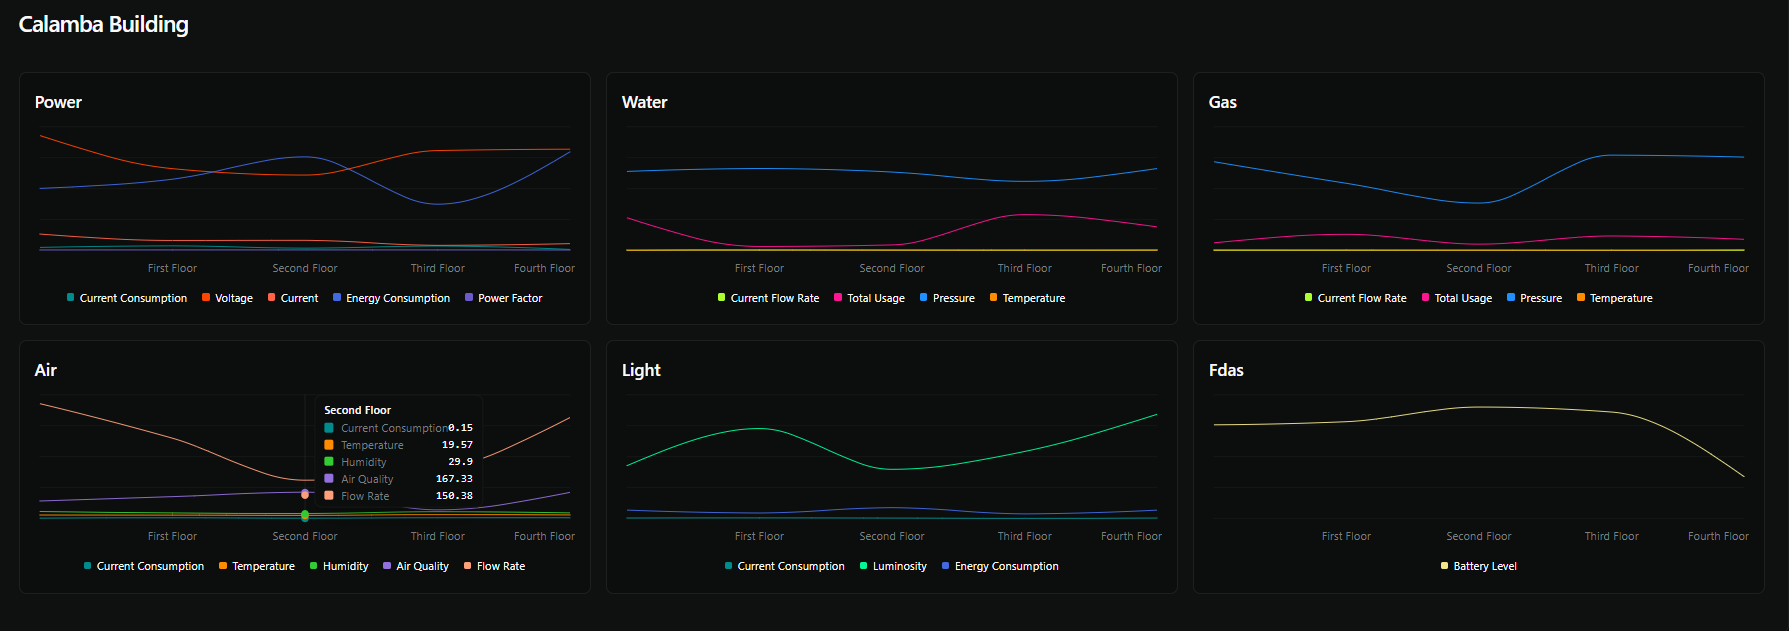 Calamba Building
Power
First Floor Second Floor Third Floor Fourth Floor
Current Consumption Voltage Current Energy Consumption Power Factor
Water
First Floor Second Floor Third Floor Fourth Floor
Current Flow Rate Total Usage Pressure Temperature
Gas
First Floor Second Floor Third Floor Fourth Floor
Current Flow Rate Total Usage Pressure Temperature
Air
Second Floor
Current Consumption 0.15
Temperature 19.57
Humidity 29.9
Air Quality 167.33
Flow Rate 150.38
First Floor Second Floor Third Floor Fourth Floor
Current Consumption Temperature Humidity Air Quality Flow Rate
Light
First Floor Second Floor Third Floor Fourth Floor
Current Consumption Luminosity Energy Consumption
Fdas
First Floor Second Floor Third Floor Fourth Floor
Battery Level